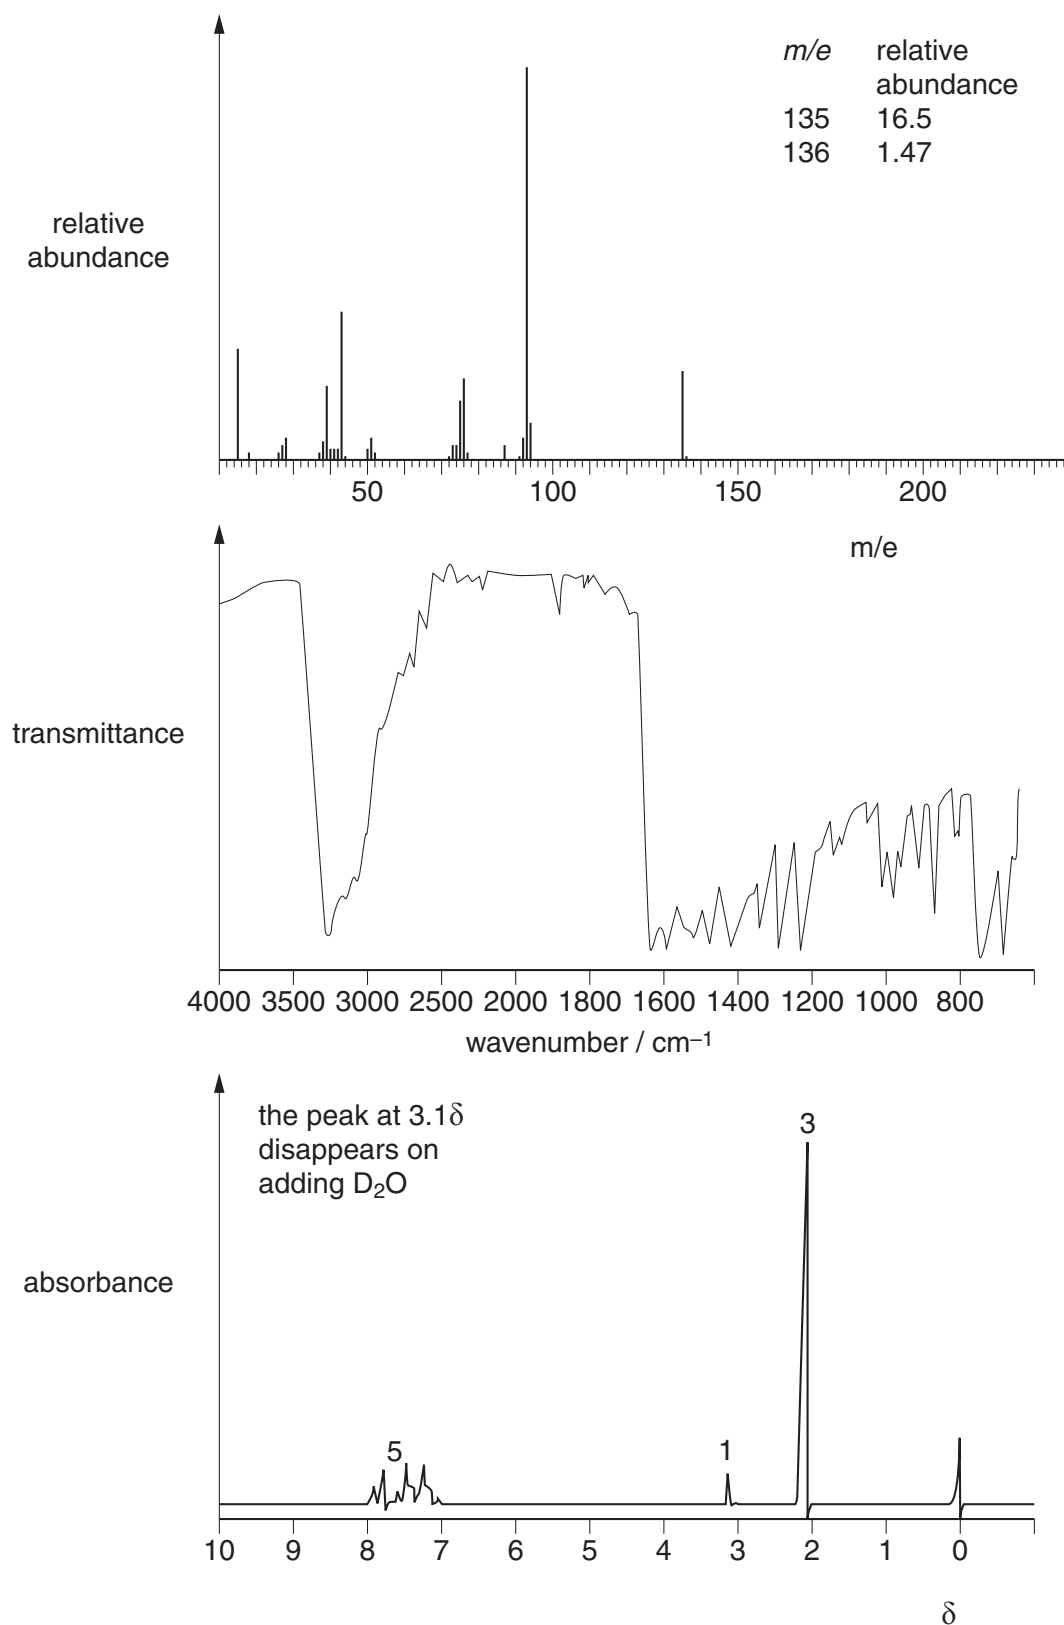 m/e relative
abundance
135 16.5
136 1.47
relative
abundance
50 100 150 200
m/e
transmittance
4000 3500 3000 2500 2000 1800 1600 1400 1200 1000 800
wavenumber / cm⁻¹
the peak at 3.1δ
disappears on
adding D₂O
3
5
1
absorbance
10 9 8 7 6 5 4 3 2 1 0
δ